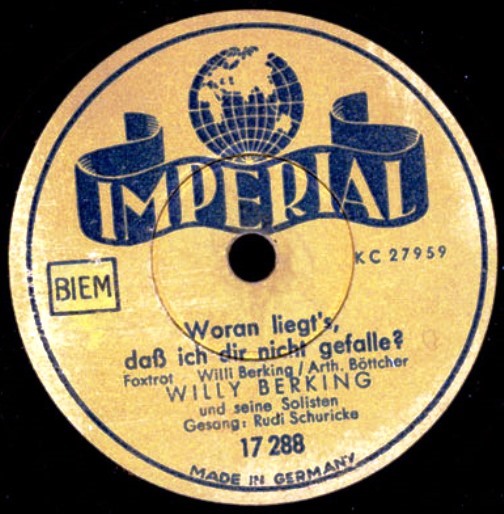 IMPERIAL
KC 27959
BIEM
Woran liegt's,
daß ich dir nicht gefalle?
Foxtrot Willi Berking / Arth. Böttcher
WILLY BERKING
und seine Solisten
Gesang: Rudi Schuricke
17 288
MADE IN GERMANY